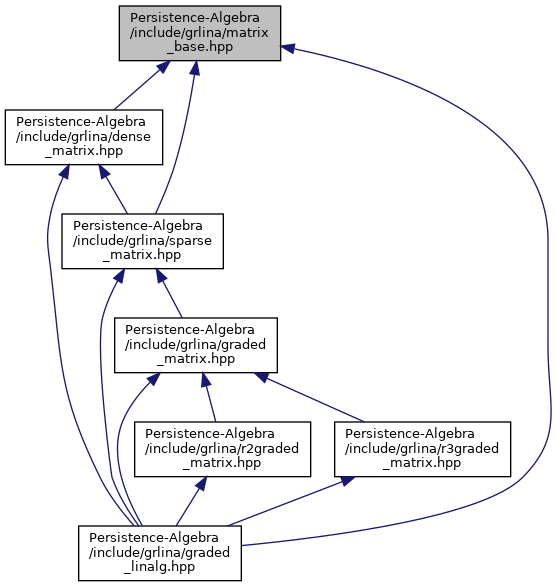 Persistence-Algebra
/include/grlina/matrix
_base.hpp
Persistence-Algebra
/include/grlina/dense
_matrix.hpp
Persistence-Algebra
/include/grlina/sparse
_matrix.hpp
Persistence-Algebra
/include/grlina/graded
_matrix.hpp
Persistence-Algebra
/include/grlina/r2graded
_matrix.hpp
Persistence-Algebra
/include/grlina/r3graded
_matrix.hpp
Persistence-Algebra
/include/grlina/graded
_linalg.hpp